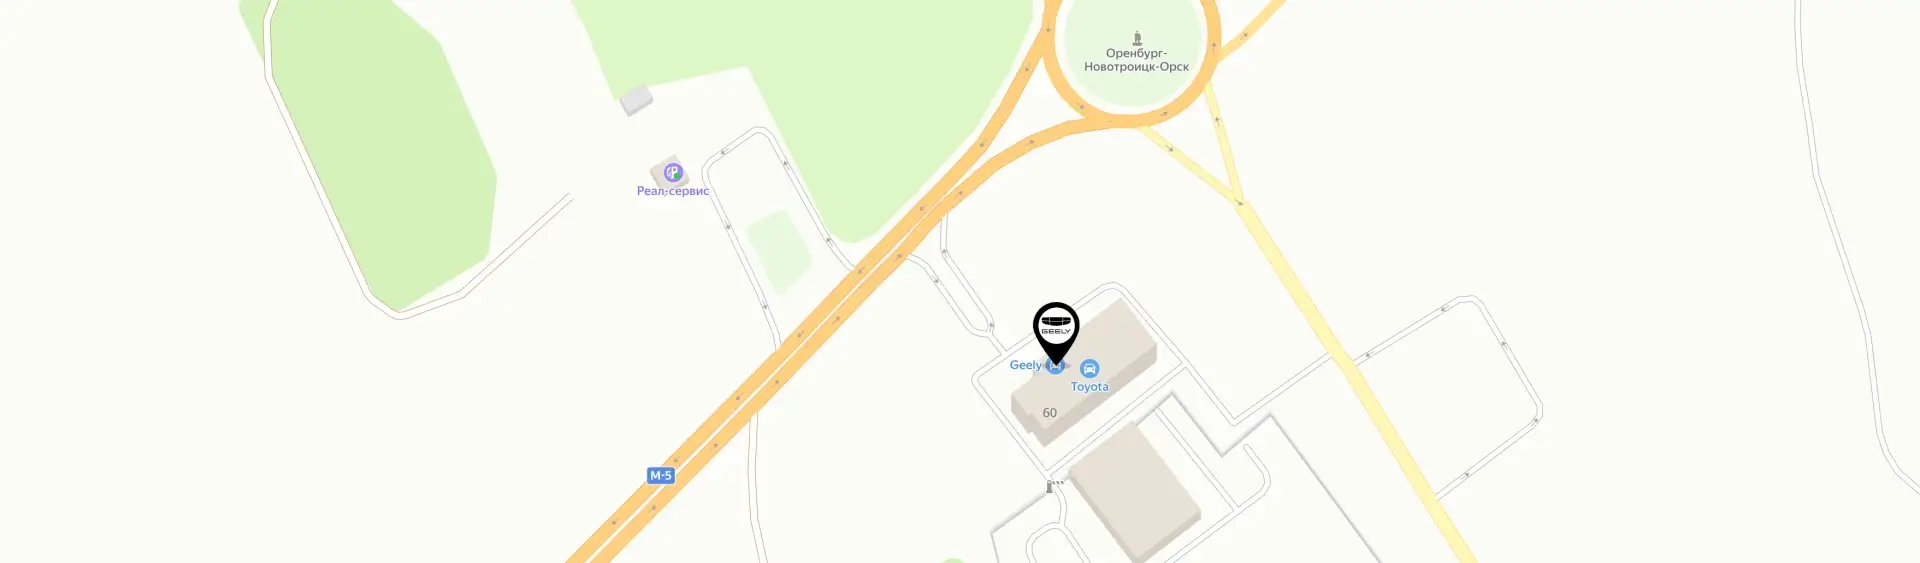 Оренбург-
Новотроицк-Орск
Реал-сервис
GEELY
Geely
Toyota
60
М-5